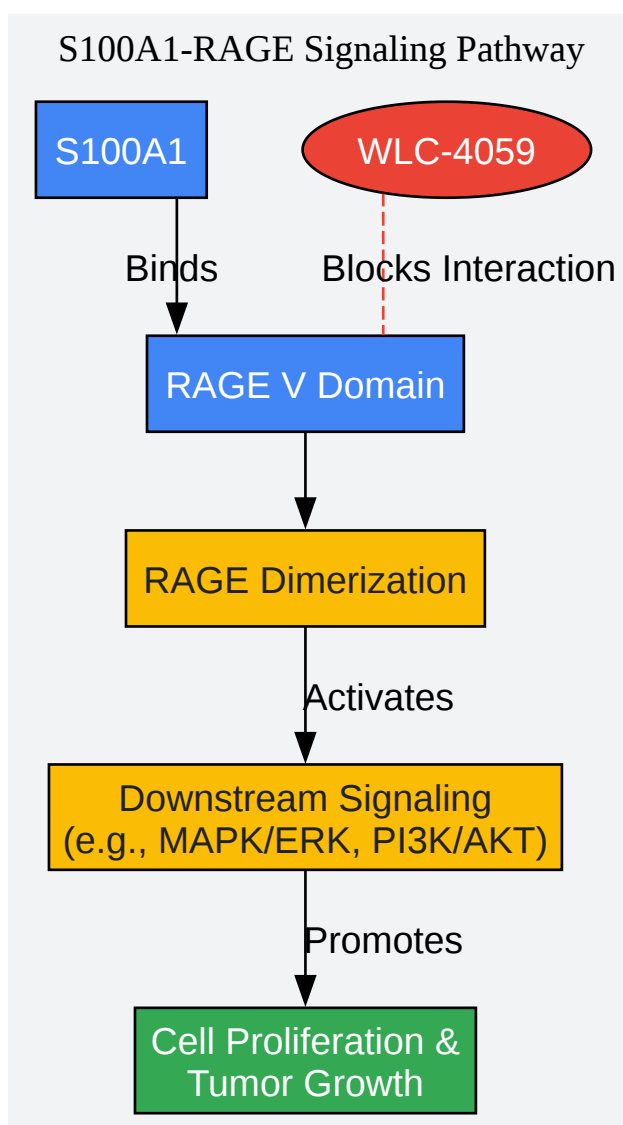 S100A1-RAGE Signaling Pathway
S100A1
WLC-4059
Binds
Blocks Interaction
RAGE V Domain
RAGE Dimerization
Activates
Downstream Signaling
(e.g., MAPK/ERK, PI3K/AKT)
Promotes
Cell Proliferation &
Tumor Growth